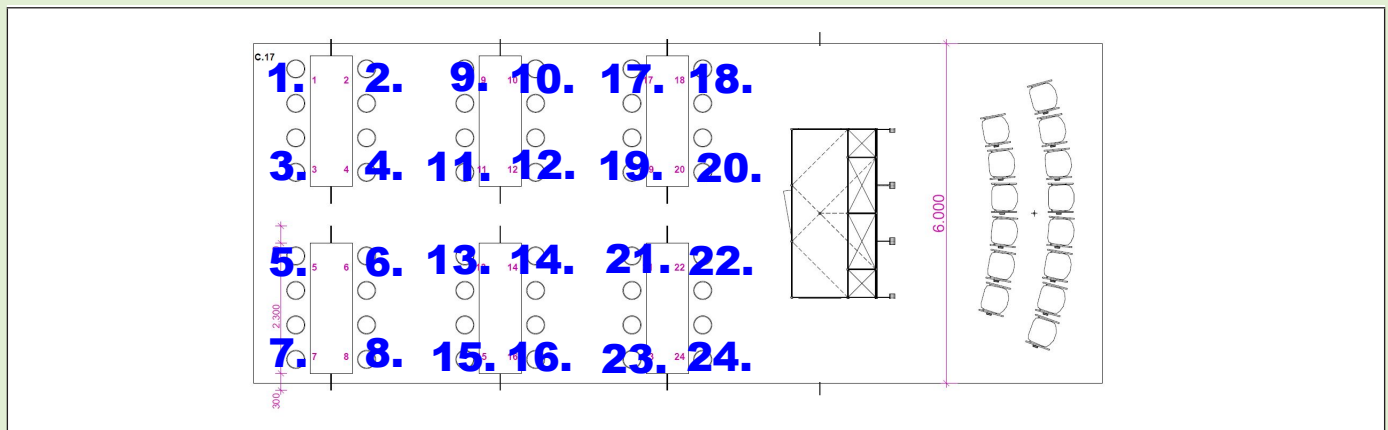 C.17
1. 2. 9. 10. 17. 18.
1 2 9 10 17 18
3. 4. 11. 12. 19. 20.
3 4 11 12 19 20
6.000
5. 6. 13. 14. 21. 22.
5 6 13 14 22
2.300
7. 8. 15. 16. 23. 24.
7 8 15 16 23 24
300